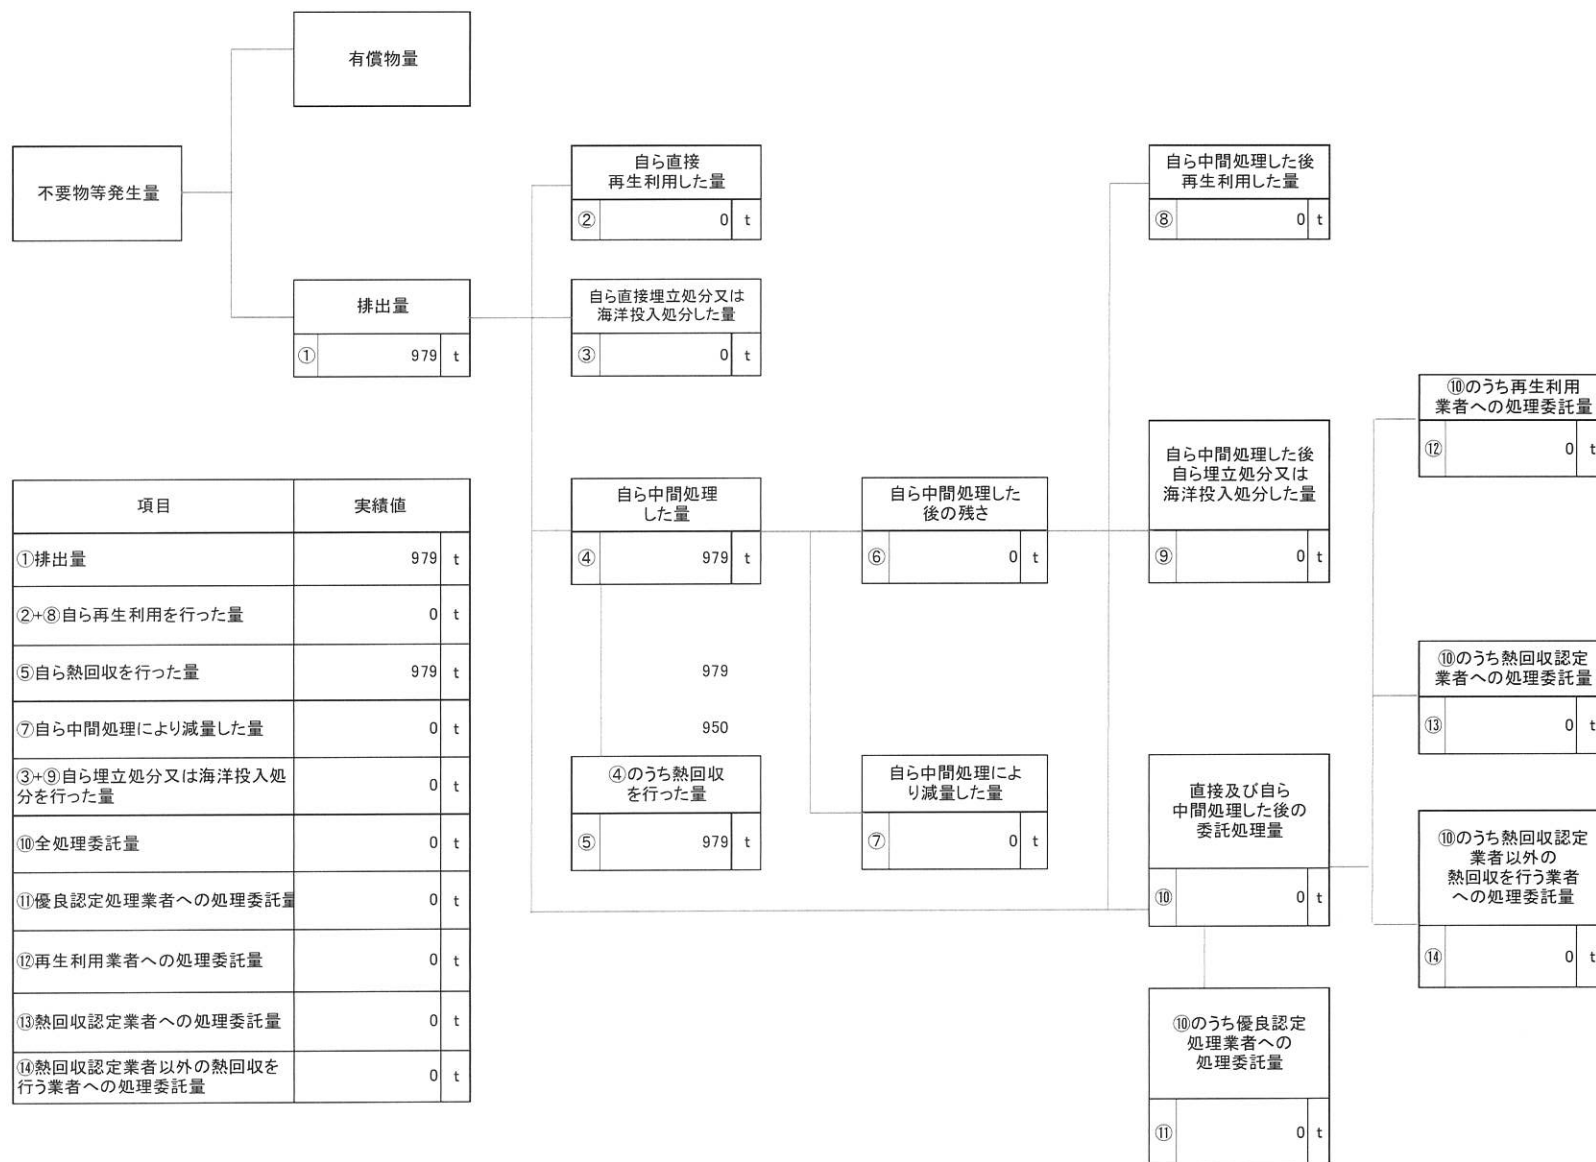 有償物量
不要物等発生量
排出量
① 979 t
自ら直接
再生利用した量
② 0 t
自ら直接埋立処分又は
海洋投入処分した量
③ 0 t
自ら中間処理
した量
④ 979 t
979
950
④のうち熱回収
を行った量
⑤ 979 t
自ら中間処理した
後の残さ
⑥ 0 t
自ら中間処理によ
り減量した量
⑦ 0 t
自ら中間処理した後
再生利用した量
⑧ 0 t
自ら中間処理した後
自ら埋立処分又は
海洋投入処分した量
⑨ 0 t
直接及び自ら
中間処理した後の
委託処理量
⑩ 0 t
⑩のうち優良認定
処理業者への
処理委託量
⑪ 0 t
⑩のうち再生利用
業者への処理委託量
⑫ 0 t
⑩のうち熱回収認定
業者への処理委託量
⑬ 0 t
⑩のうち熱回収認定
業者以外の
熱回収を行う業者
への処理委託量
⑭ 0 t
項目 実績値
①排出量 979 t
②+⑧自ら再生利用を行った量 0 t
⑤自ら熱回収を行った量 979 t
⑦自ら中間処理により減量した量 0 t
③+⑨自ら埋立処分又は海洋投入処
分を行った量 0 t
⑩全処理委託量 0 t
⑪優良認定処理業者への処理委託量 0 t
⑫再生利用業者への処理委託量 0 t
⑬熱回収認定業者への処理委託量 0 t
⑭熱回収認定業者以外の熱回収を
行う業者への処理委託量 0 t